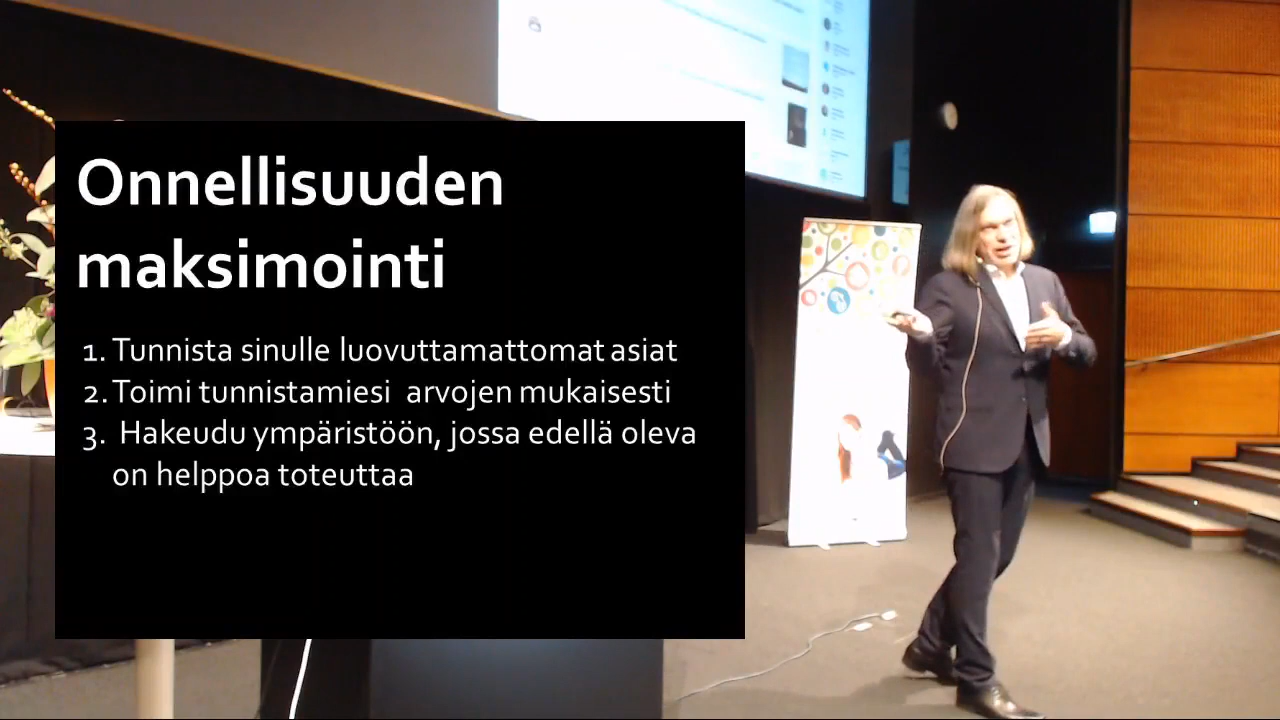 Onnellisuuden
maksimointi
1. Tunnista sinulle luovuttamattomat asiat
2. Toimi tunnistamiesi arvojen mukaisesti
3. Hakeudu ympäristöön, jossa edellä oleva
on helppoa toteuttaa